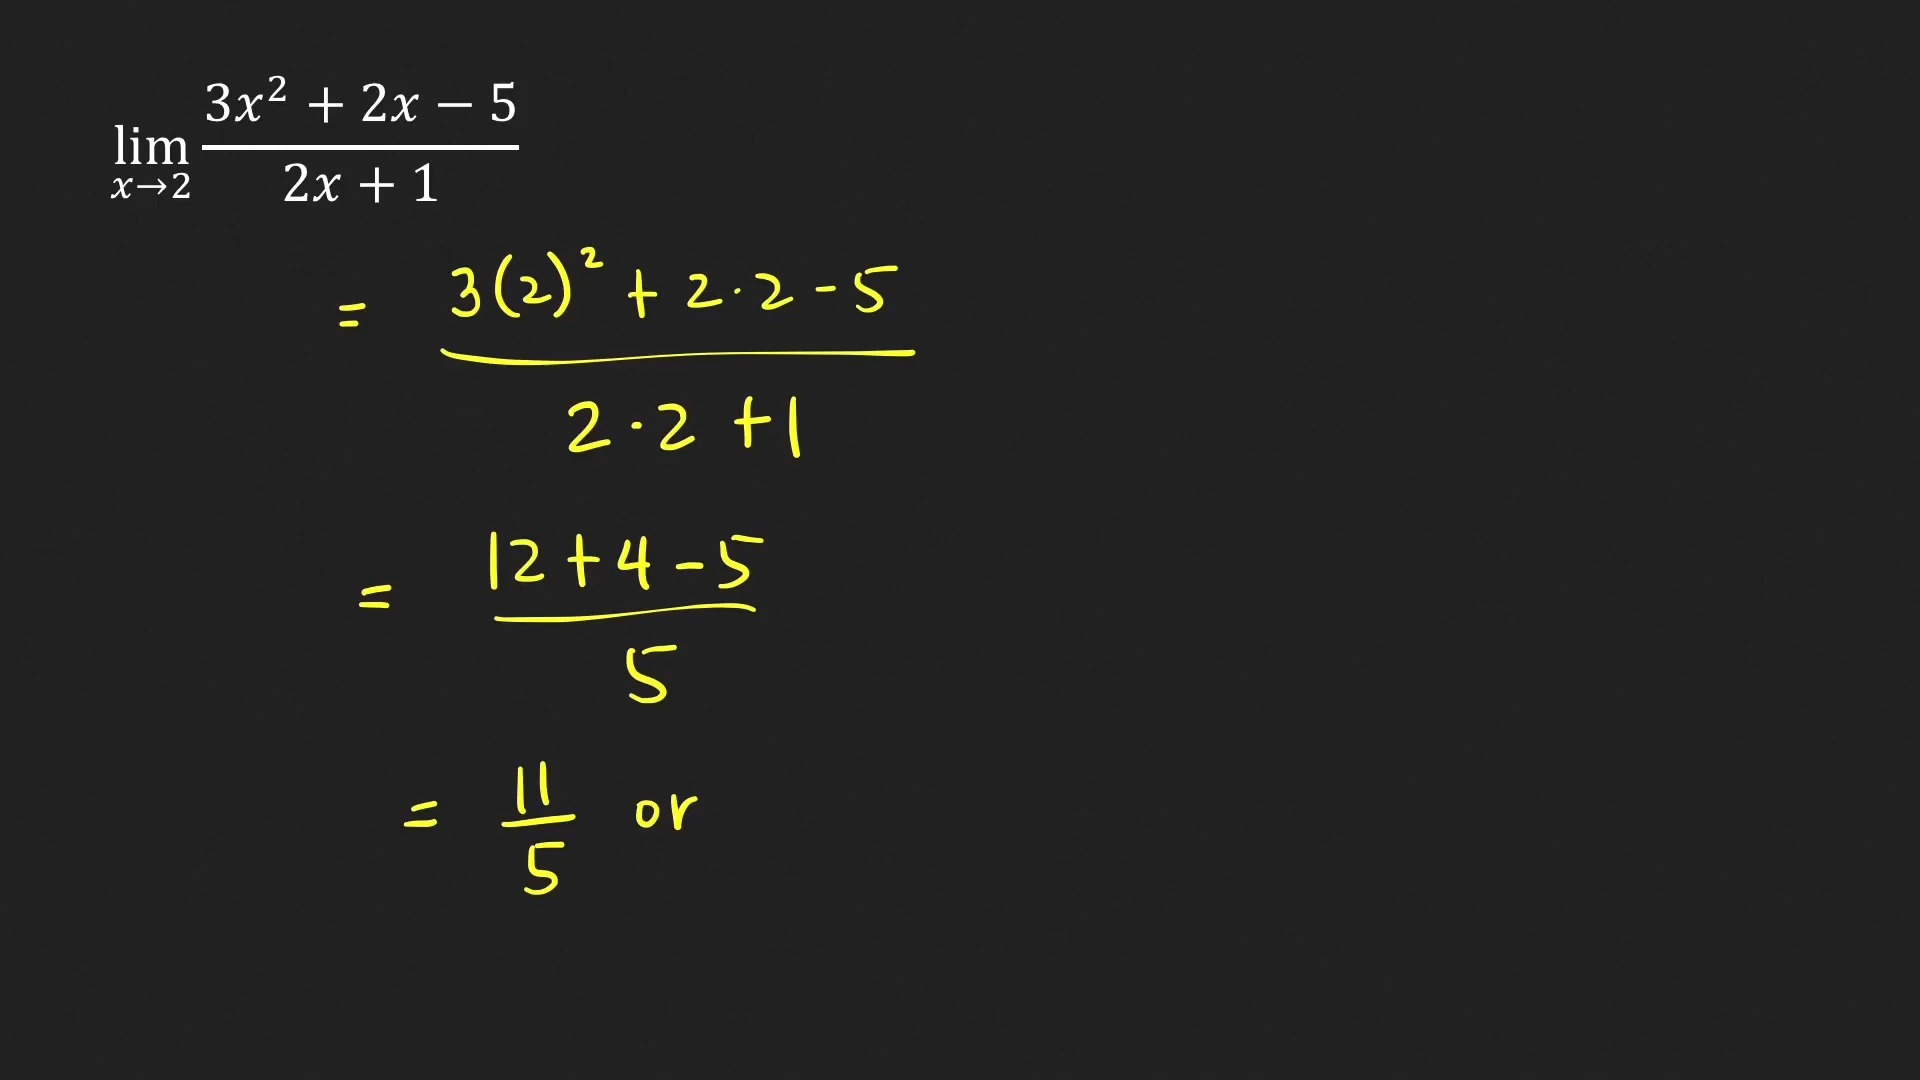 lim x→2 (3x² + 2x − 5)/(2x + 1)
= (3(2)² + 2·2 - 5)/(2·2 + 1)
= (12 + 4 - 5)/5
= 11/5 or